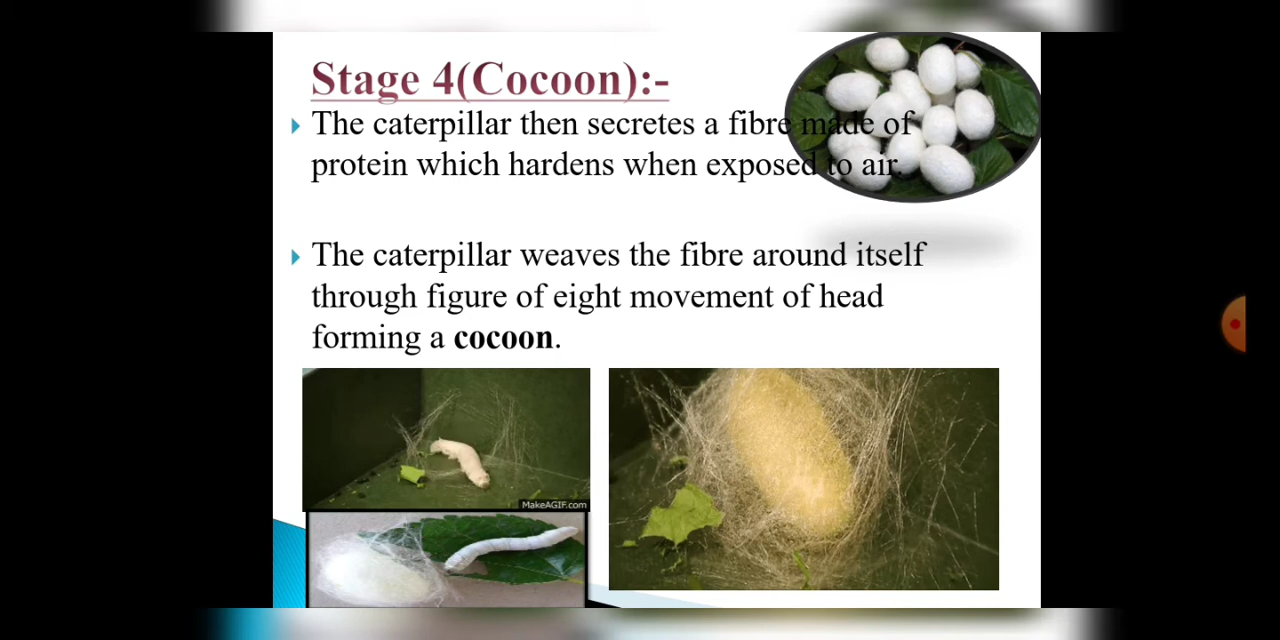 Stage 4(Cocoon):-
The caterpillar then secretes a fibre made of
protein which hardens when exposed to air.
The caterpillar weaves the fibre around itself
through figure of eight movement of head
forming a cocoon.
MakeAGIF.com